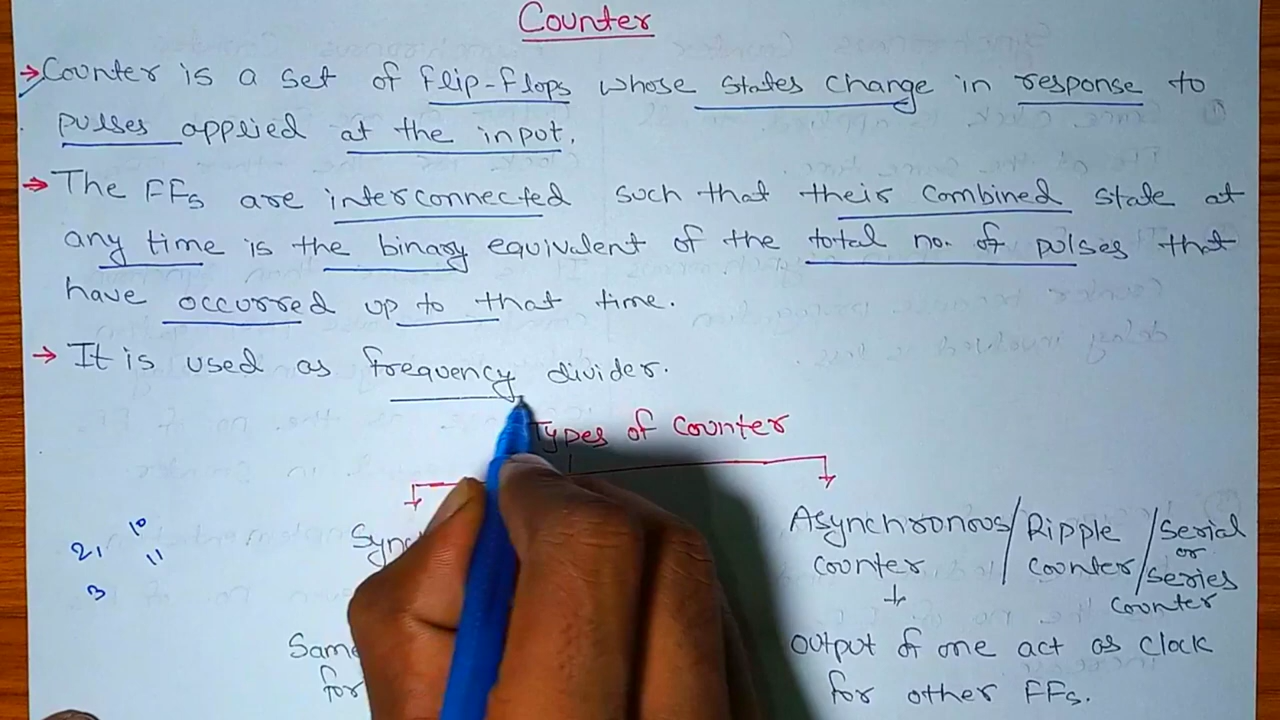 Counter
→ Counter is a set of flip-flops whose states change in response to
pulses applied at the input.
→ The FFs are interconnected such that their combined state at
any time is the binary equivalent of the total no. of pulses that
have occurred up to that time.
→ It is used as frequency divider.
Types of counter
Asynchronous/Ripple/Serial
counter counter or
series
counter
2, 10
3 11
Same
for
output of one act as clock
for other FFs.